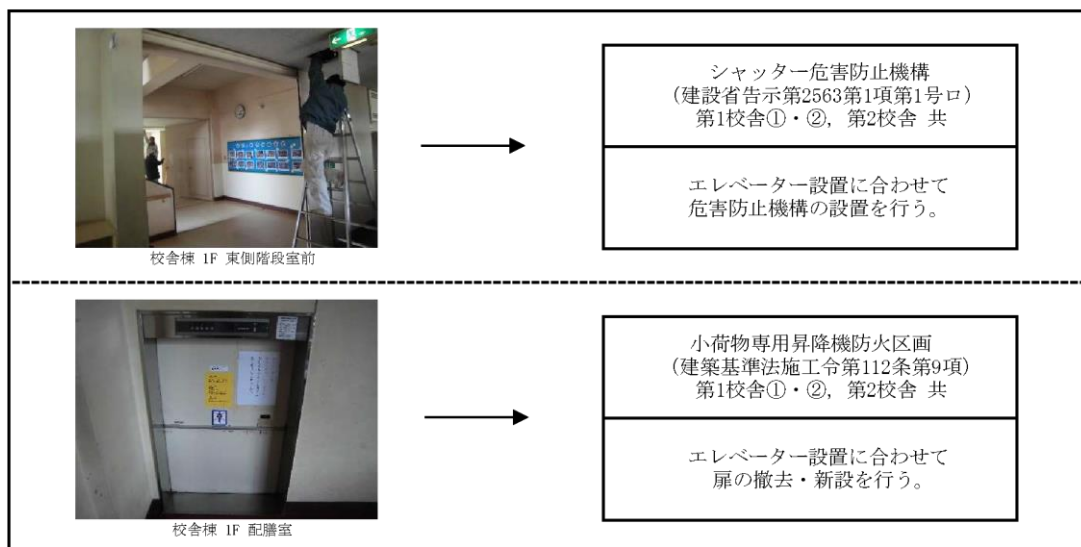 シャッター危害防止機構
(建設省告示第2563第1項第1号ロ)
第1校舎①・②, 第2校舎 共
エレベーター設置に合わせて
危害防止機構の設置を行う。
校舎棟 1F 東側階段室前
小荷物専用昇降機防火区画
(建築基準法施工令第112条第9項)
第1校舎①・②, 第2校舎 共
エレベーター設置に合わせて
扉の撤去・新設を行う。
校舎棟 1F 配膳室